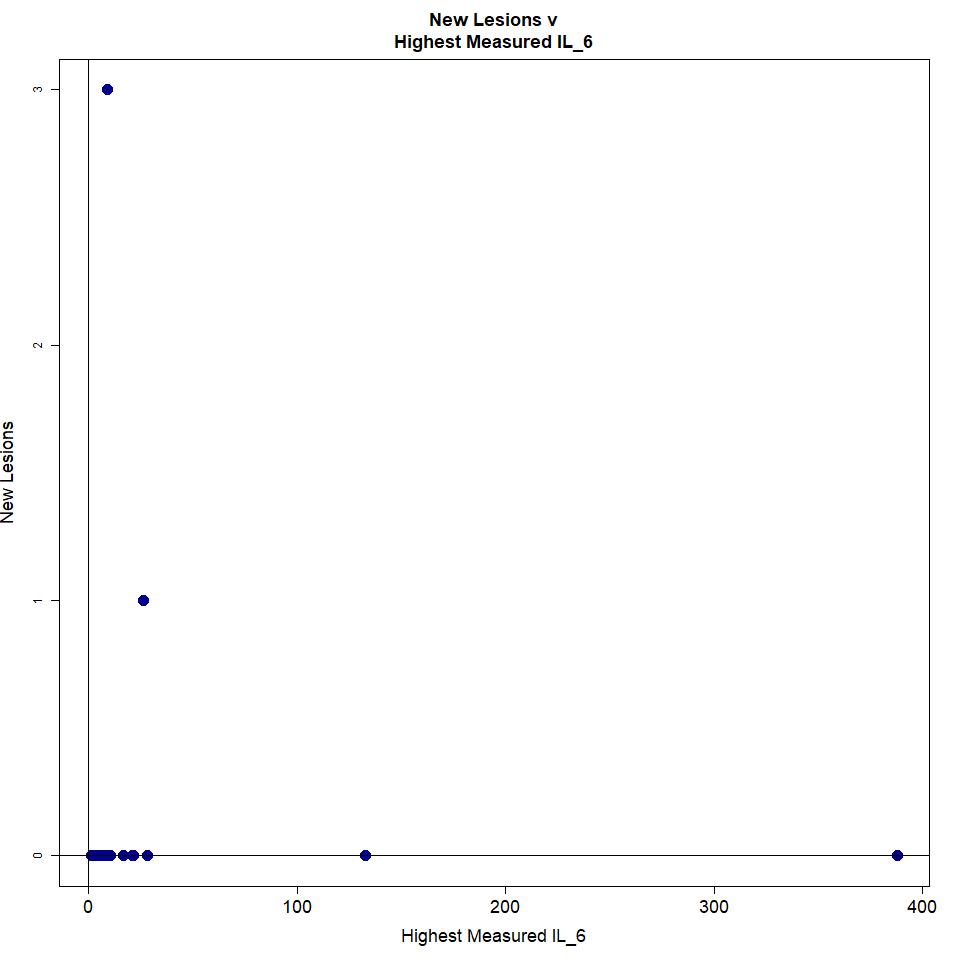 New Lesions v
Highest Measured IL_6
3
2
1
0
New Lesions
0 100 200 300 400
Highest Measured IL_6